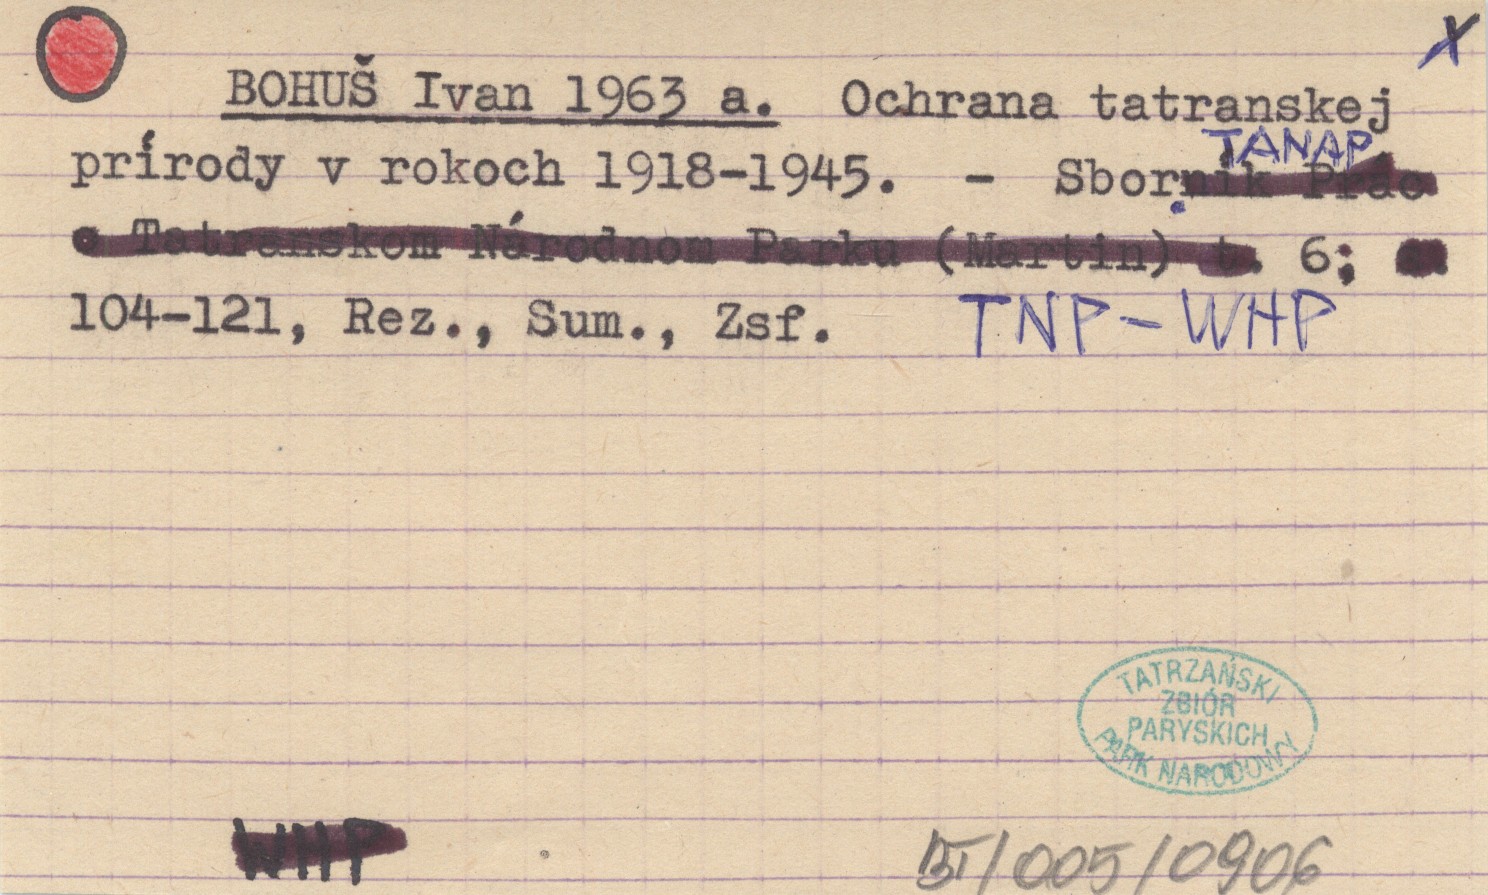 X
BOHUŠ Ivan 1963 a. Ochrana tatranskej
TANAP
prírody v rokoch 1918-1945. - Sborník Prác
o Tatranskom Národnom Parku (Martin) t. 6;
104-121, Rez., Sum., Zsf. TNP-WHP
TATRZAŃSKI
ZBIÓR
PARYSKICH
PARK NARODOWY
WHP
BT/005/0906